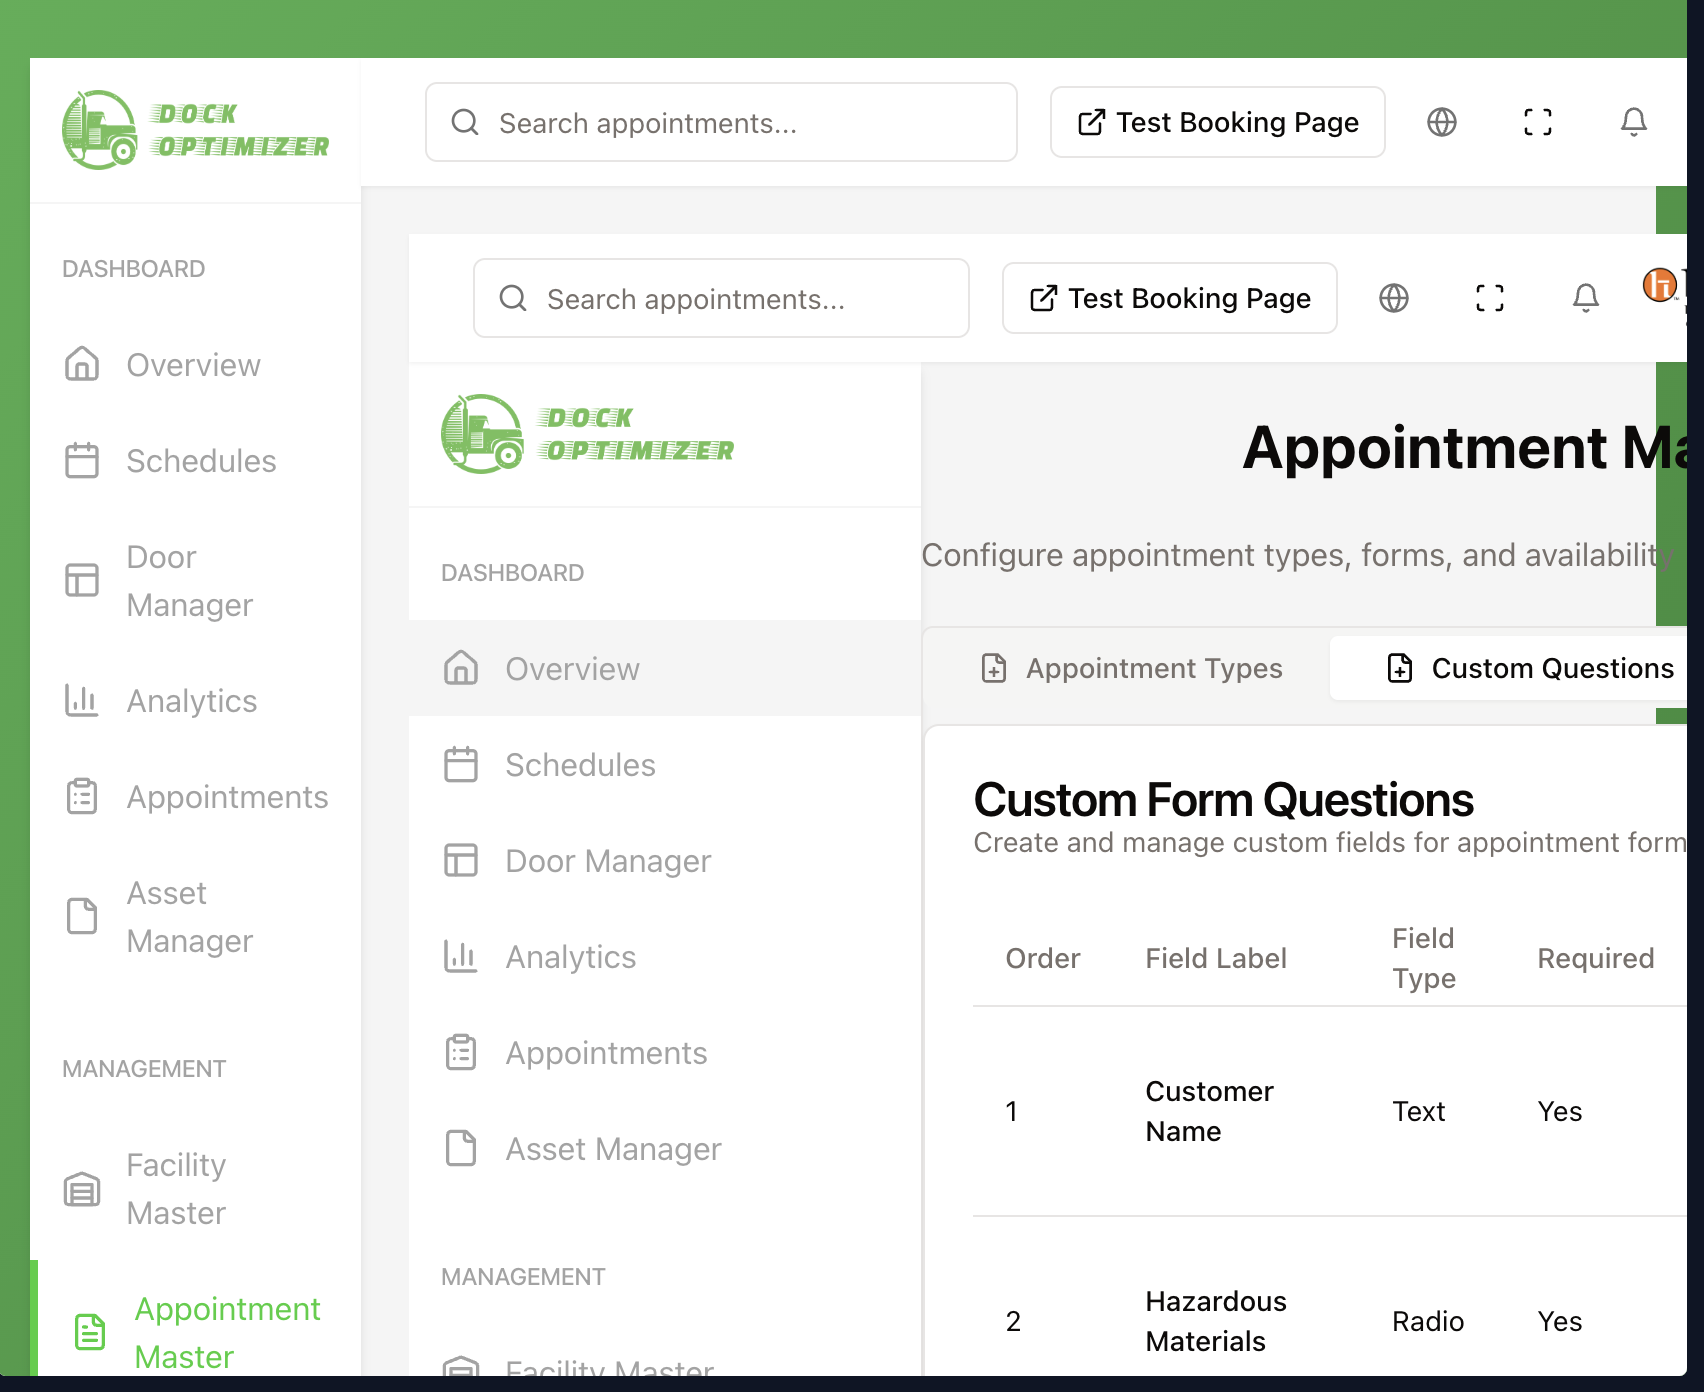 DOCK
OPTIMIZER
Search appointments...
Test Booking Page
DASHBOARD
Overview
Schedules
Door
Manager
Analytics
Appointments
Asset
Manager
MANAGEMENT
Facility
Master
Appointment
Master
Search appointments...
Test Booking Page
DOCK
OPTIMIZER
DASHBOARD
Overview
Schedules
Door Manager
Analytics
Appointments
Asset Manager
MANAGEMENT
Facility Master
Appointment Ma
Configure appointment types, forms, and availability
Appointment Types
Custom Questions
Custom Form Questions
Create and manage custom fields for appointment form
Order Field Label Field Type Required
1 Customer Name Text Yes
2 Hazardous Materials Radio Yes